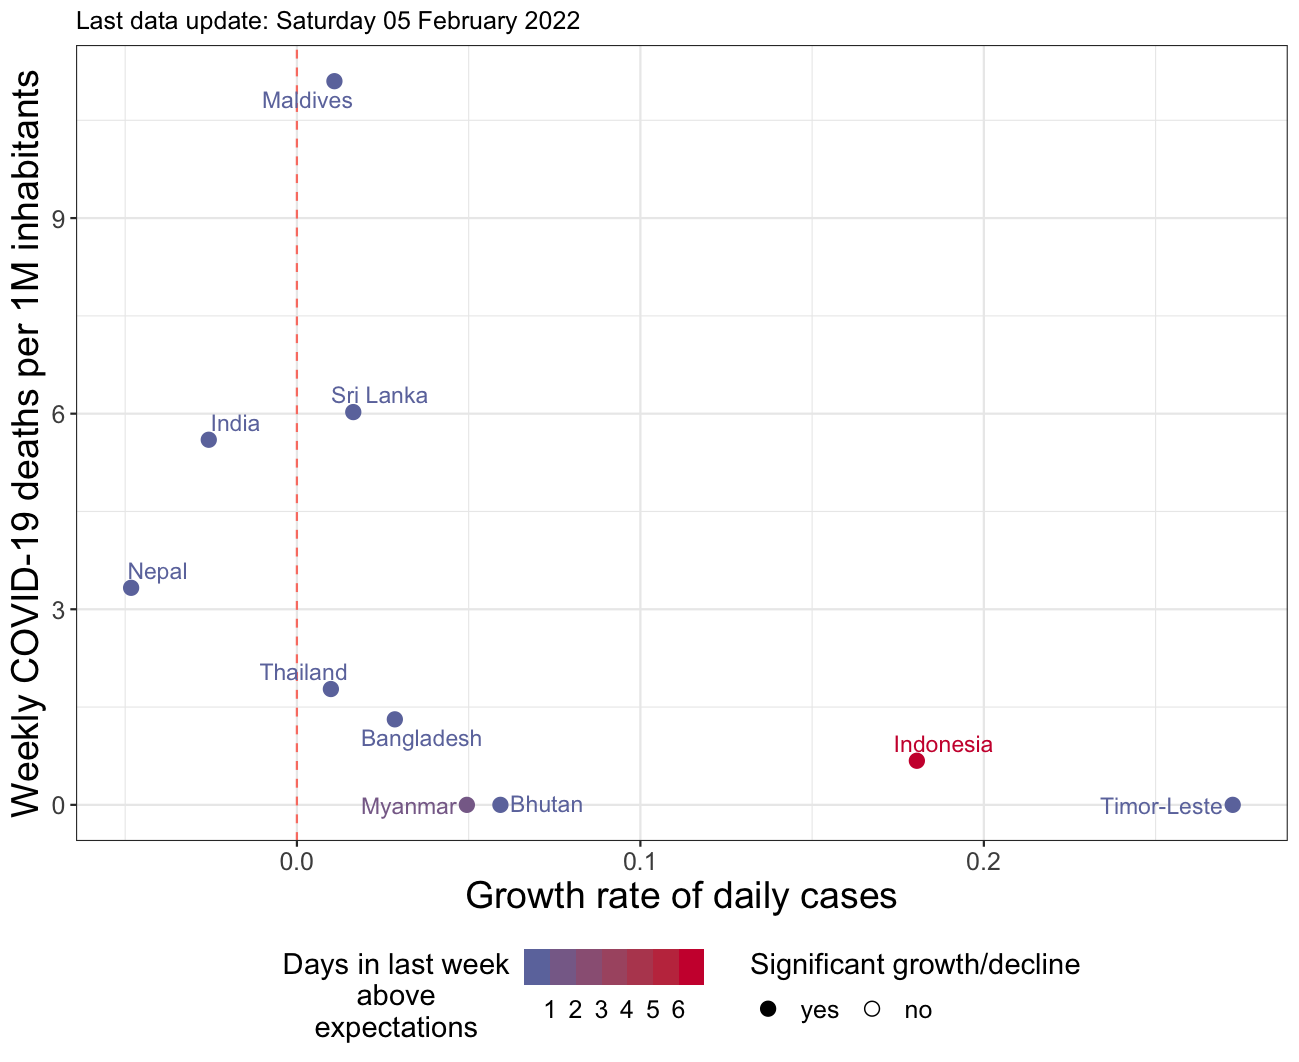 Last data update: Saturday 05 February 2022
Weekly COVID-19 deaths per 1M inhabitants
9
6
3
0
Maldives
Sri Lanka
India
Nepal
Thailand
Bangladesh
Indonesia
Myanmar
Bhutan
Timor-Leste
0.0 0.1 0.2
Growth rate of daily cases
Days in last week
above
expectations
1 2 3 4 5 6
Significant growth/decline
yes no